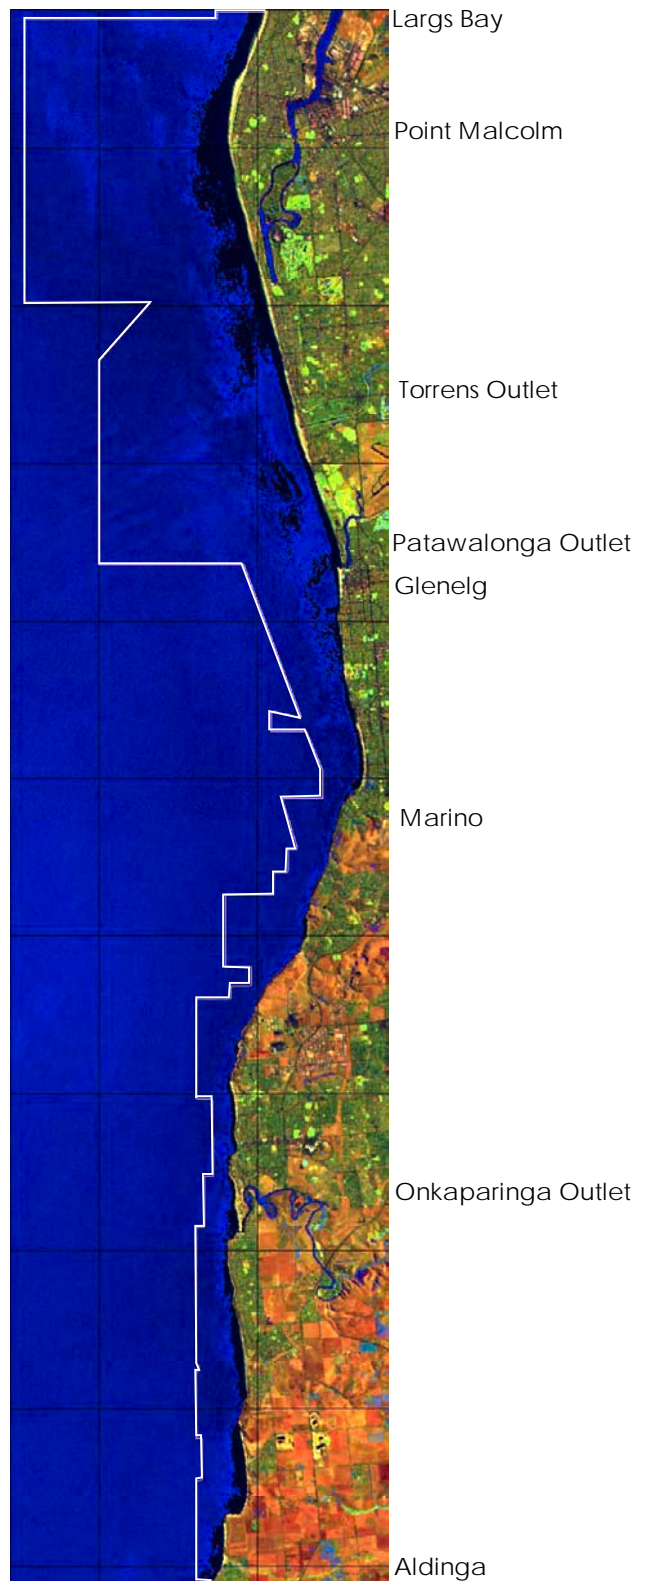 Largs Bay
Point Malcolm
Torrens Outlet
Patawalonga Outlet
Glenelg
Marino
Onkaparinga Outlet
Aldinga